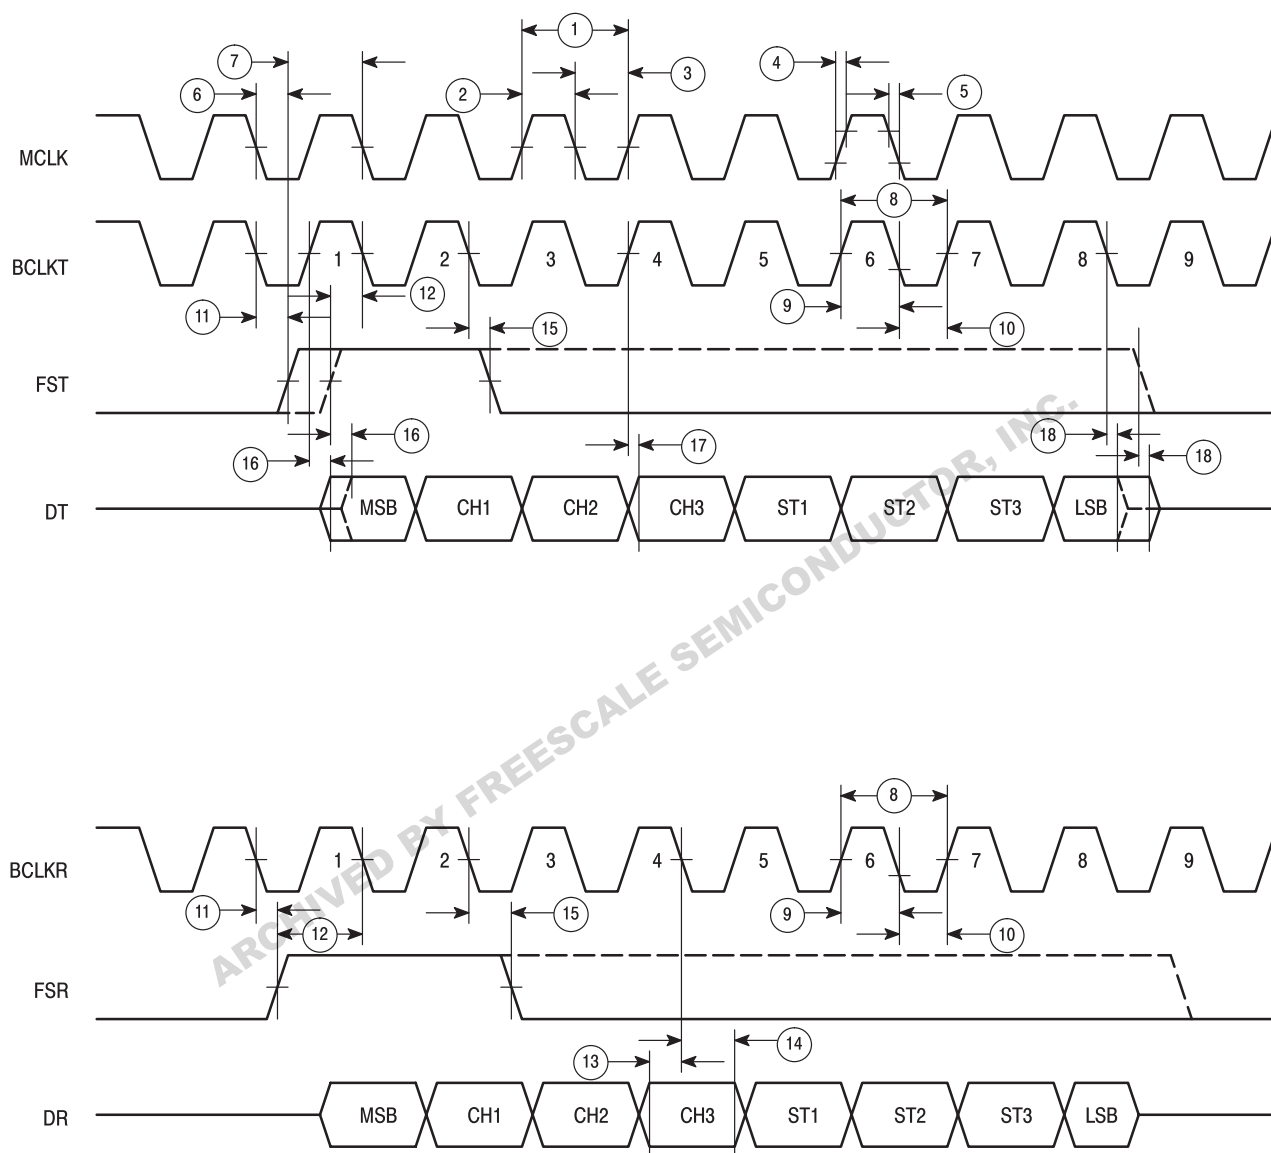 1
7
3
4
6
2
5
MCLK
8
BCLKT
1 2 3 4 5 6 7 8 9
12
9
11
15
10
FST
16
17
18
16
18
DT
MSB CH1 CH2 CH3 ST1 ST2 ST3 LSB
ARCHIVED BY FREESCALE SEMICONDUCTOR, INC.
8
BCLKR
1 2 3 4 5 6 7 8 9
11
15
9
12
10
FSR
14
13
DR
MSB CH1 CH2 CH3 ST1 ST2 ST3 LSB